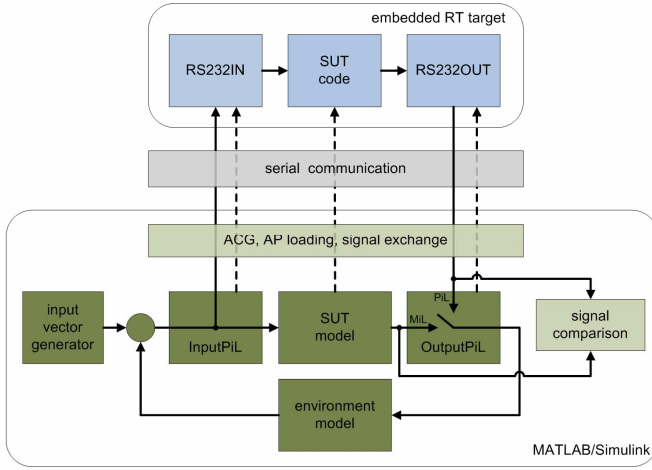 embedded RT target
RS232IN
SUT
code
RS232OUT
serial communication
ACG, AP loading, signal exchange
input
vector
generator
InputPiL
SUT
model
MiL
PiL
OutputPiL
signal
comparison
environment
model
MATLAB/Simulink